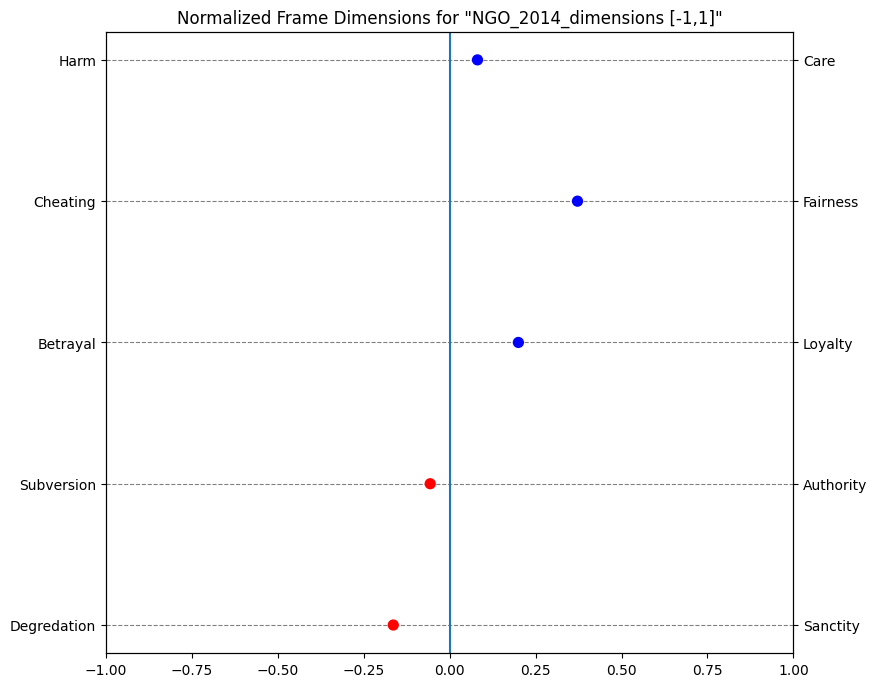 Normalized Frame Dimensions for "NGO_2014_dimensions [-1,1]"
Harm Care
Cheating Fairness
Betrayal Loyalty
Subversion Authority
Degredation Sanctity
−1.00 −0.75 −0.50 −0.25 0.00 0.25 0.50 0.75 1.00